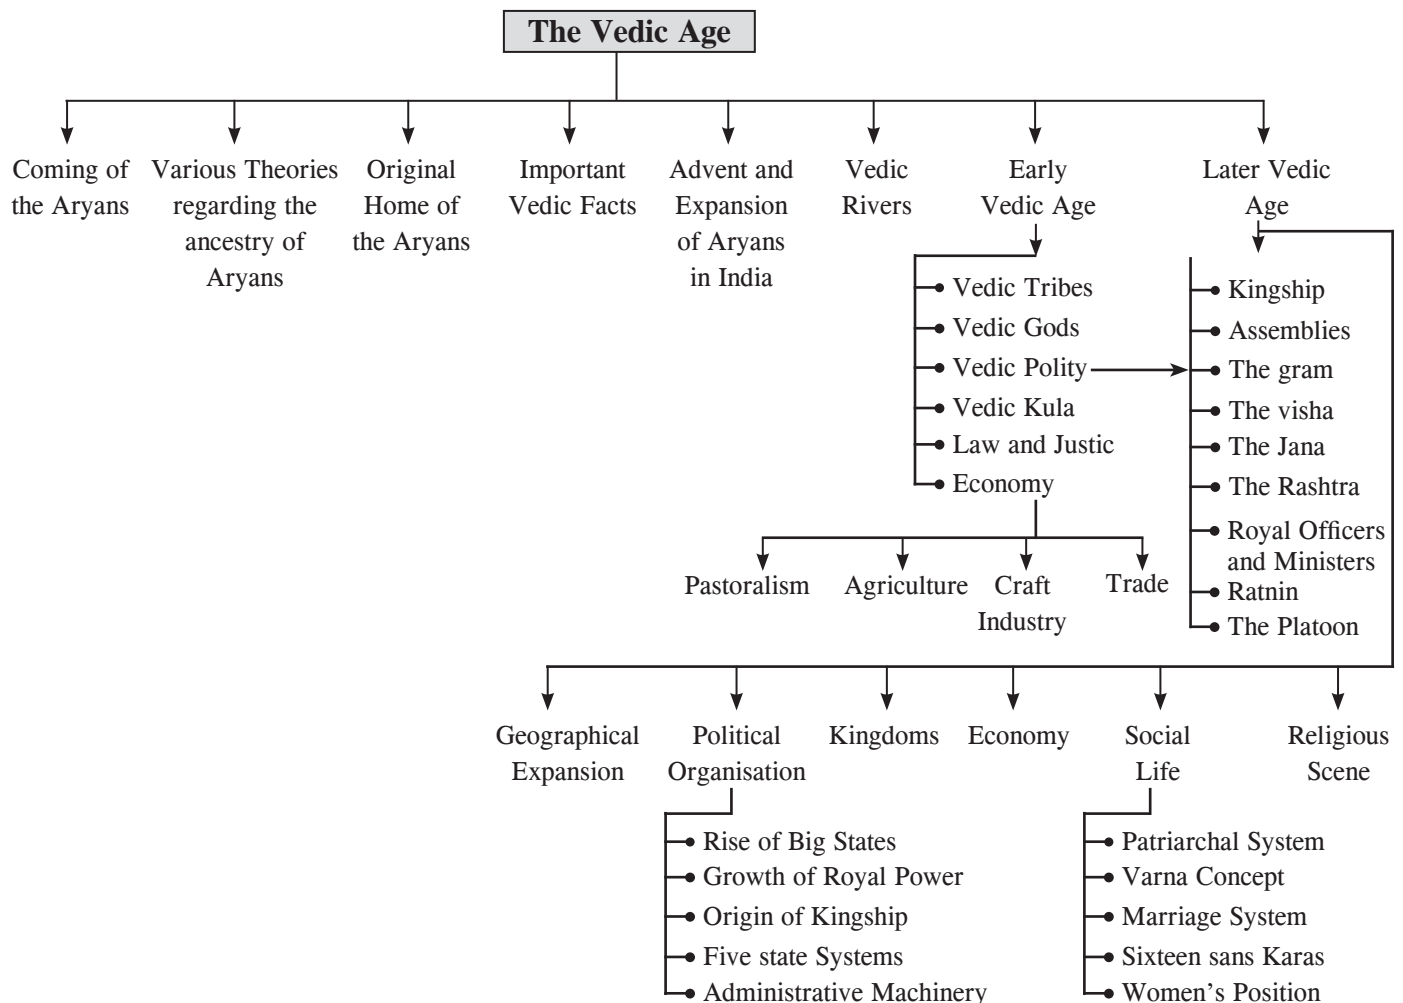 The Vedic Age
Coming of
the Aryans
Various Theories
regarding the
ancestry of
Aryans
Original
Home of
the Aryans
Important
Vedic Facts
Advent and
Expansion
of Aryans
in India
Vedic
Rivers
Early
Vedic Age
Later Vedic
Age
Vedic Tribes
Vedic Gods
Vedic Polity
Vedic Kula
Law and Justic
Economy
Kingship
Assemblies
The gram
The visha
The Jana
The Rashtra
Royal Officers
and Ministers
Ratnin
The Platoon
Pastoralism
Agriculture
Craft
Industry
Trade
Geographical
Expansion
Political
Organisation
Kingdoms
Economy
Social
Life
Religious
Scene
Rise of Big States
Growth of Royal Power
Origin of Kingship
Five state Systems
Administrative Machinery
Patriarchal System
Varna Concept
Marriage System
Sixteen sans Karas
Women's Position